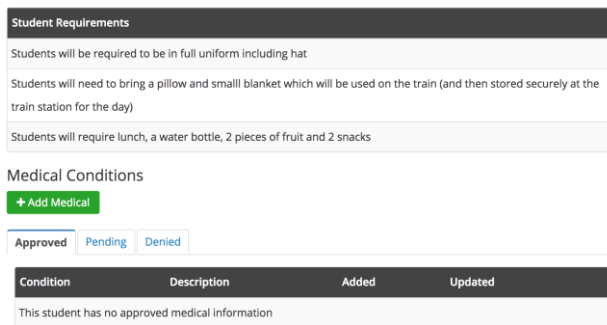 Student Requirements
Students will be required to be in full uniform including hat
Students will need to bring a pillow and smalll blanket which will be used on the train (and then stored securely at the
train station for the day)
Students will require lunch, a water bottle, 2 pieces of fruit and 2 snacks
Medical Conditions
+ Add Medical
Approved Pending Denied
Condition Description Added Updated
This student has no approved medical information